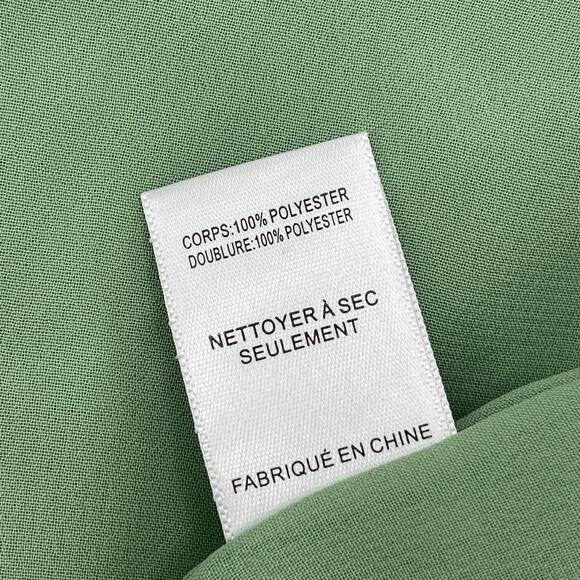 CORPS:100% POLYESTER
DOUBLURE:100% POLYESTER
NETTOYER À SEC
SEULEMENT
FABRIQUÉ EN CHINE